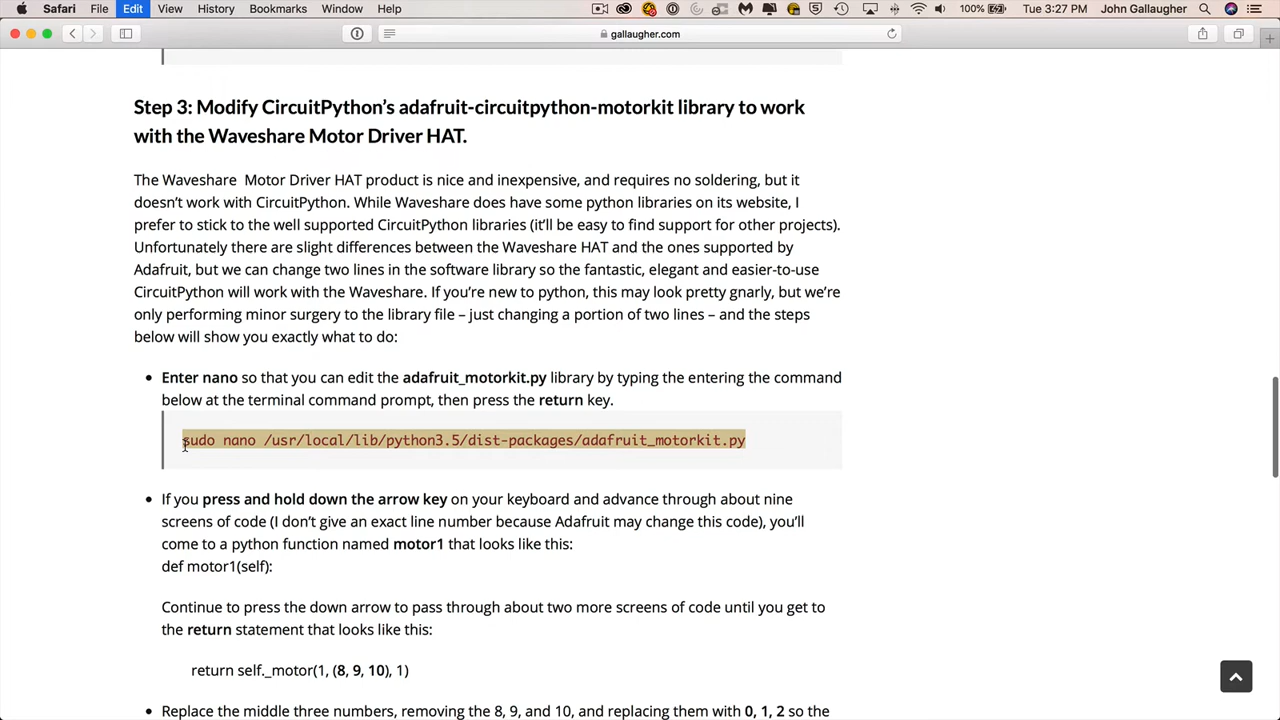 Safari File Edit View History Bookmarks Window Help 100% Tue 3:27 PM John Gallaugher
gallaugher.com
Step 3: Modify CircuitPython's adafruit-circuitpython-motorkit library to work
with the Waveshare Motor Driver HAT.
The Waveshare  Motor Driver HAT product is nice and inexpensive, and requires no soldering, but it
doesn't work with CircuitPython. While Waveshare does have some python libraries on its website, I
prefer to stick to the well supported CircuitPython libraries (it'll be easy to find support for other projects).
Unfortunately there are slight differences between the Waveshare HAT and the ones supported by
Adafruit, but we can change two lines in the software library so the fantastic, elegant and easier-to-use
CircuitPython will work with the Waveshare. If you're new to python, this may look pretty gnarly, but we're
only performing minor surgery to the library file – just changing a portion of two lines – and the steps
below will show you exactly what to do:
• Enter nano so that you can edit the adafruit_motorkit.py library by typing the entering the command
below at the terminal command prompt, then press the return key.
sudo nano /usr/local/lib/python3.5/dist-packages/adafruit_motorkit.py
• If you press and hold down the arrow key on your keyboard and advance through about nine
screens of code (I don't give an exact line number because Adafruit may change this code), you'll
come to a python function named motor1 that looks like this:
def motor1(self):
Continue to press the down arrow to pass through about two more screens of code until you get to
the return statement that looks like this:
return self._motor(1, (8, 9, 10), 1)
• Replace the middle three numbers, removing the 8, 9, and 10, and replacing them with 0, 1, 2 so the